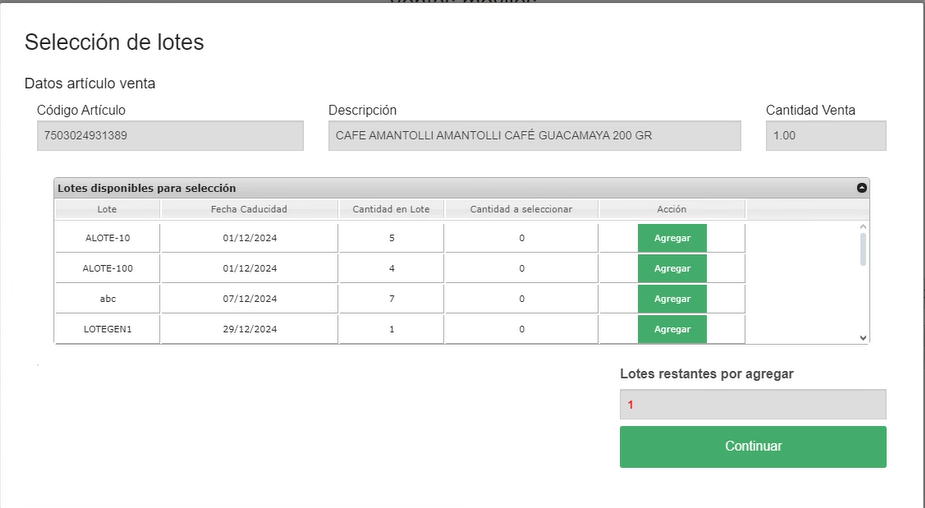 Selección de lotes
Datos artículo venta
Código Artículo Descripción Cantidad Venta
7503024931389 CAFE AMANTOLLI AMANTOLLI CAFÉ GUACAMAYA 200 GR 1.00
Lotes disponibles para selección
Lote Fecha Caducidad Cantidad en Lote Cantidad a seleccionar Acción
ALOTE-10 01/12/2024 5 0 Agregar
ALOTE-100 01/12/2024 4 0 Agregar
abc 07/12/2024 7 0 Agregar
LOTEGEN1 29/12/2024 1 0 Agregar
Lotes restantes por agregar
1
Continuar